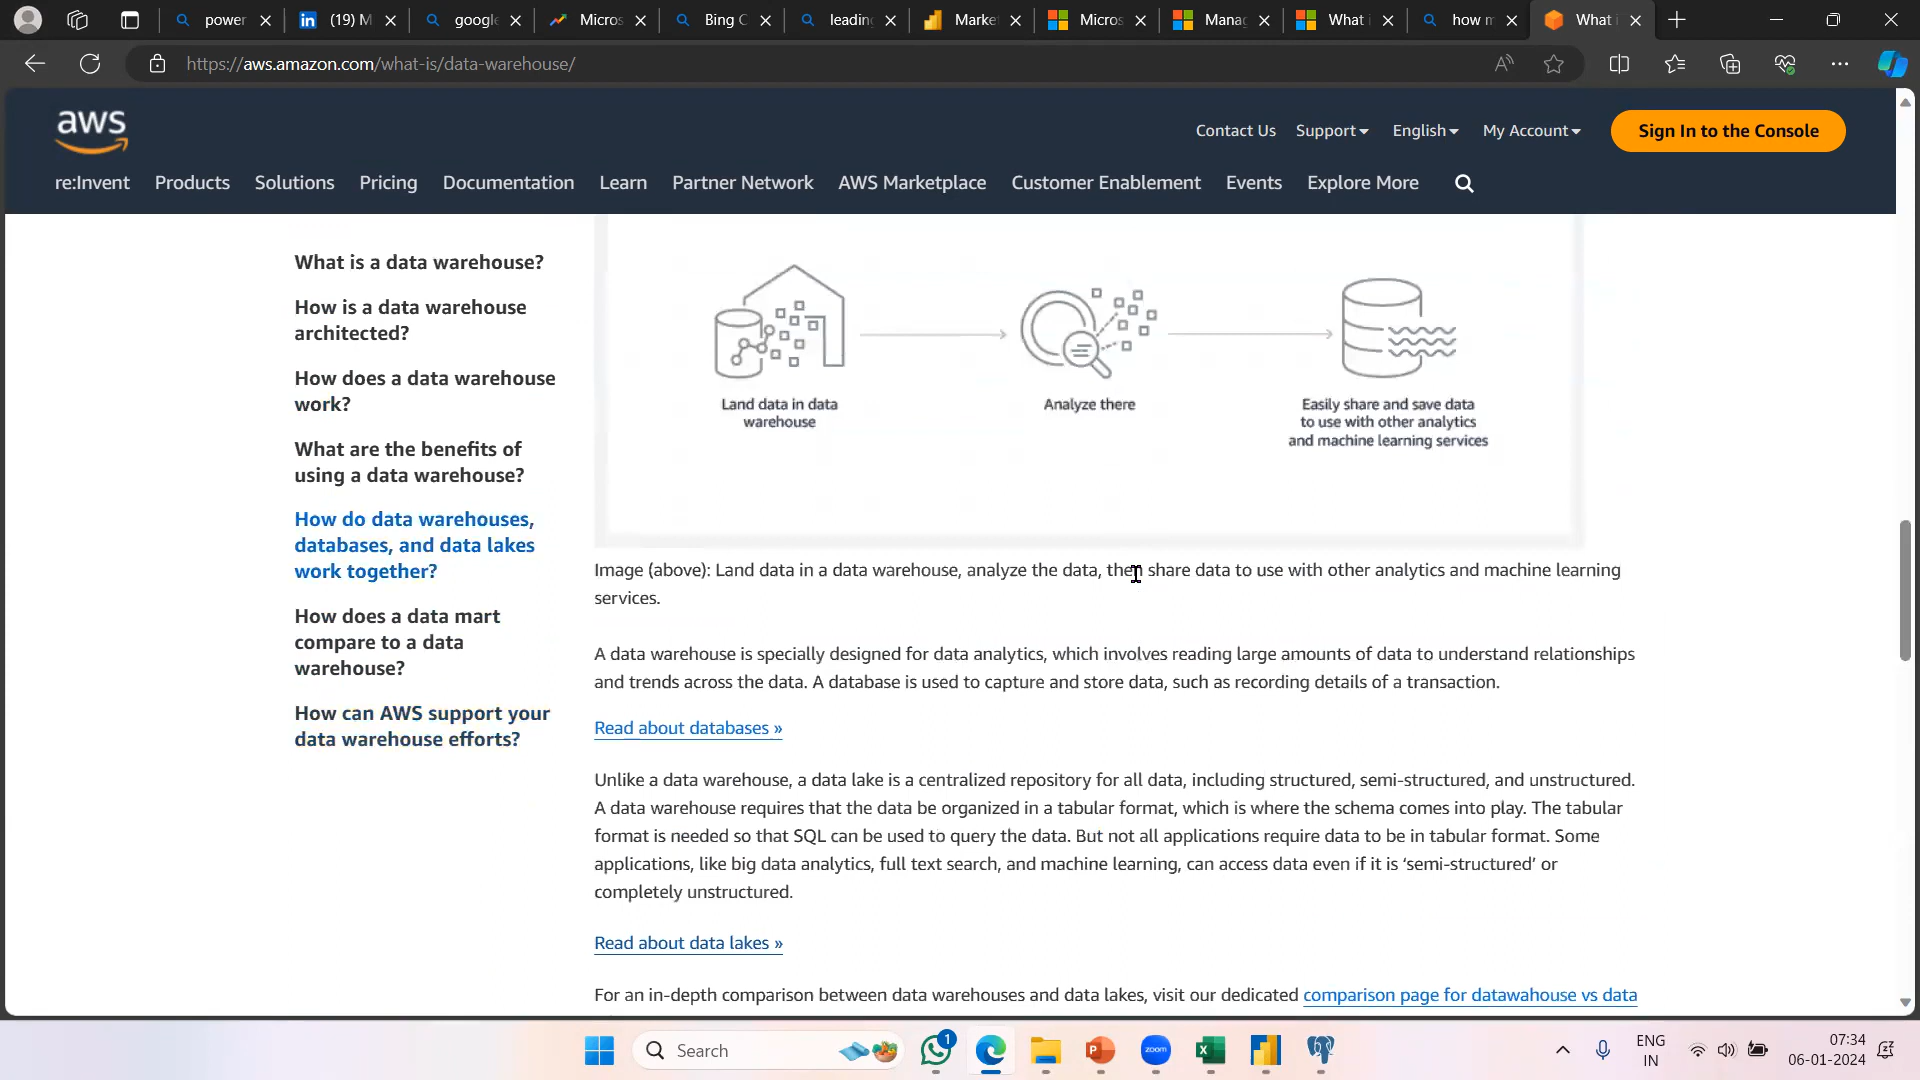 power
(19) M
google
Micros
Bing C
leading
Marke
Micros
Manag
What i
how m
What i
https://aws.amazon.com/what-is/data-warehouse/
aws
Contact Us Support English My Account Sign In to the Console
re:Invent Products Solutions Pricing Documentation Learn Partner Network AWS Marketplace Customer Enablement Events Explore More
What is a data warehouse?
How is a data warehouse
architected?
How does a data warehouse
work?
What are the benefits of
using a data warehouse?
How do data warehouses,
databases, and data lakes
work together?
How does a data mart
compare to a data
warehouse?
How can AWS support your
data warehouse efforts?
Land data in data
warehouse
Analyze there
Easily share and save data
to use with other analytics
and machine learning services
Image (above): Land data in a data warehouse, analyze the data, then share data to use with other analytics and machine learning
services.
A data warehouse is specially designed for data analytics, which involves reading large amounts of data to understand relationships
and trends across the data. A database is used to capture and store data, such as recording details of a transaction.
Read about databases »
Unlike a data warehouse, a data lake is a centralized repository for all data, including structured, semi-structured, and unstructured.
A data warehouse requires that the data be organized in a tabular format, which is where the schema comes into play. The tabular
format is needed so that SQL can be used to query the data. But not all applications require data to be in tabular format. Some
applications, like big data analytics, full text search, and machine learning, can access data even if it is ‘semi-structured’ or
completely unstructured.
Read about data lakes »
For an in-depth comparison between data warehouses and data lakes, visit our dedicated comparison page for datawahouse vs data
Search
1
zoom
ENG
IN
07:34
06-01-2024